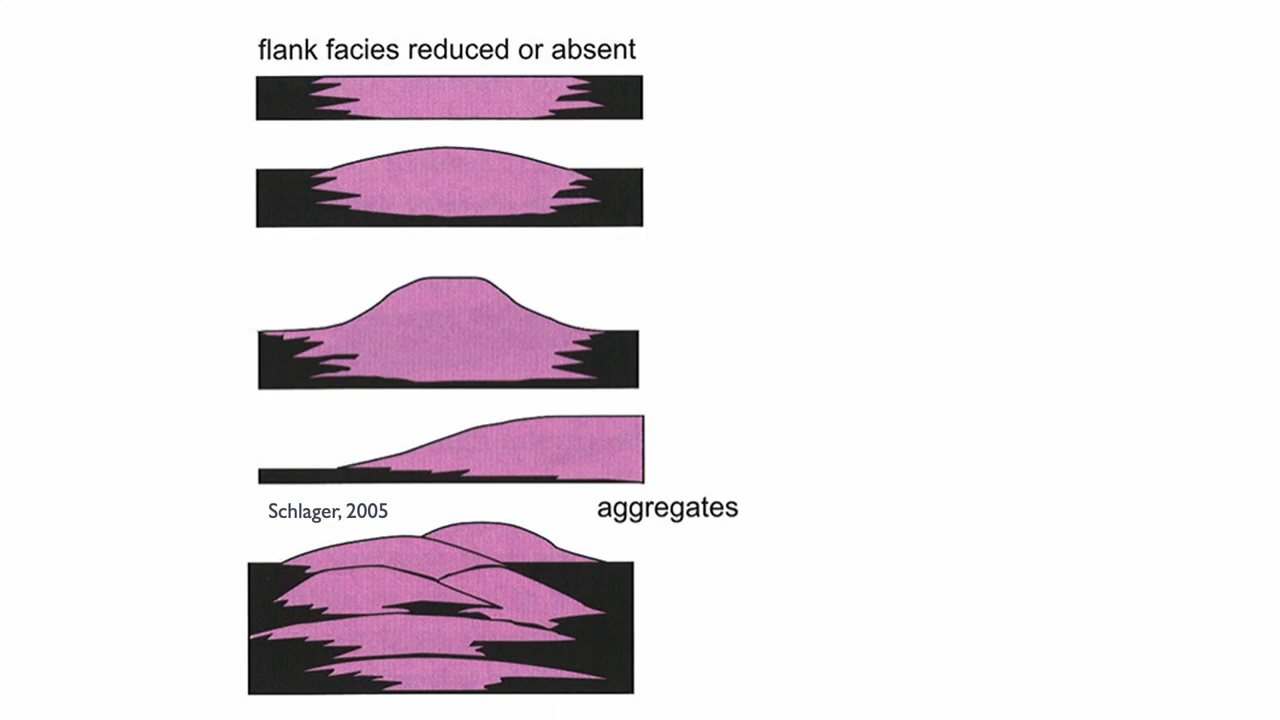 flank facies reduced or absent
Schlager, 2005
aggregates